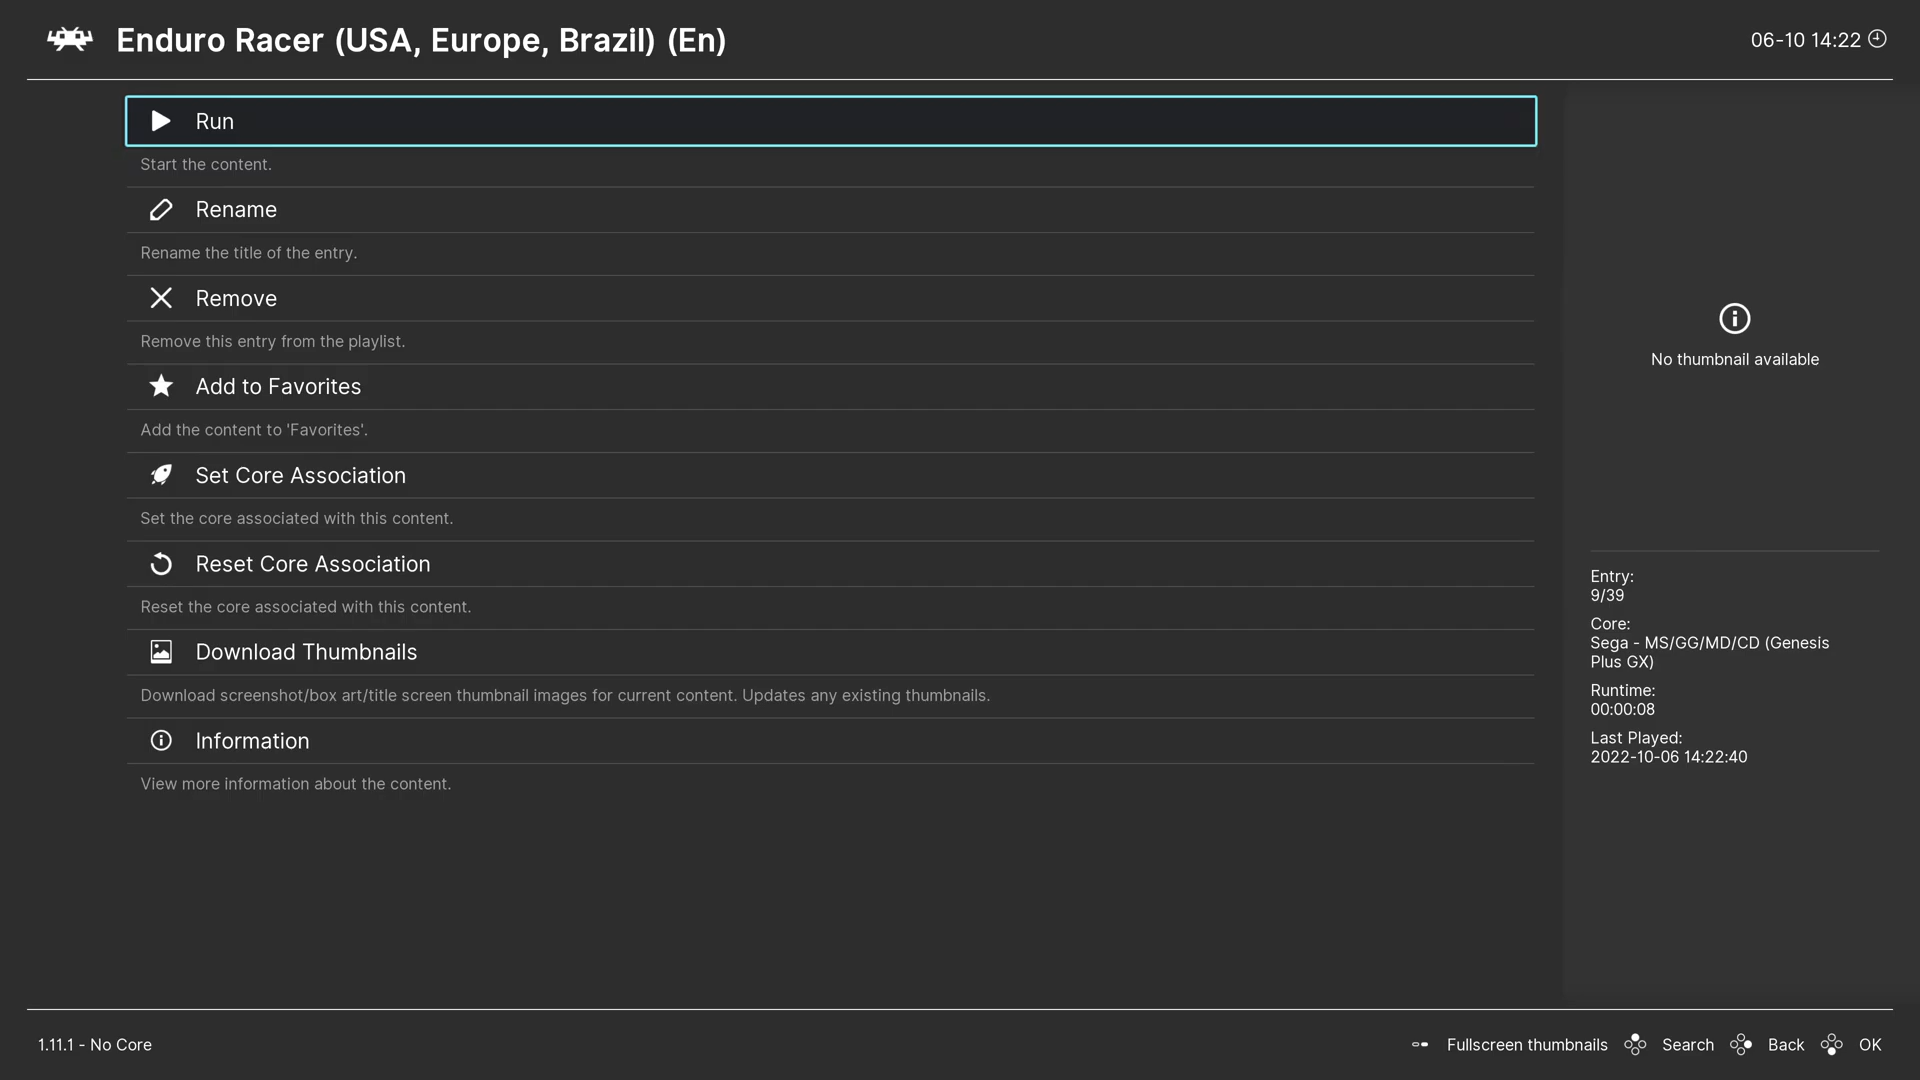 Enduro Racer (USA, Europe, Brazil) (En)
06-10 14:22
Run
Start the content.
Rename
Rename the title of the entry.
Remove
Remove this entry from the playlist.
Add to Favorites
Add the content to 'Favorites'.
Set Core Association
Set the core associated with this content.
Reset Core Association
Reset the core associated with this content.
Download Thumbnails
Download screenshot/box art/title screen thumbnail images for current content. Updates any existing thumbnails.
Information
View more information about the content.
No thumbnail available
Entry:
9/39
Core:
Sega - MS/GG/MD/CD (Genesis
Plus GX)
Runtime:
00:00:08
Last Played:
2022-10-06 14:22:40
1.11.1 - No Core
Fullscreen thumbnails
Search
Back
OK